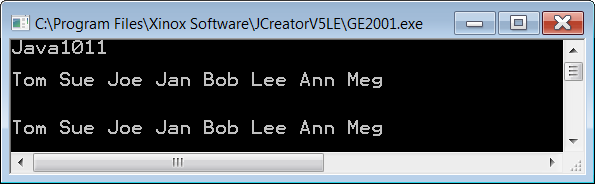 C:\Program Files\Xinox Software\JCreatorV5LE\GE2001.exe
Java1011
Tom Sue Joe Jan Bob Lee Ann Meg
Tom Sue Joe Jan Bob Lee Ann Meg